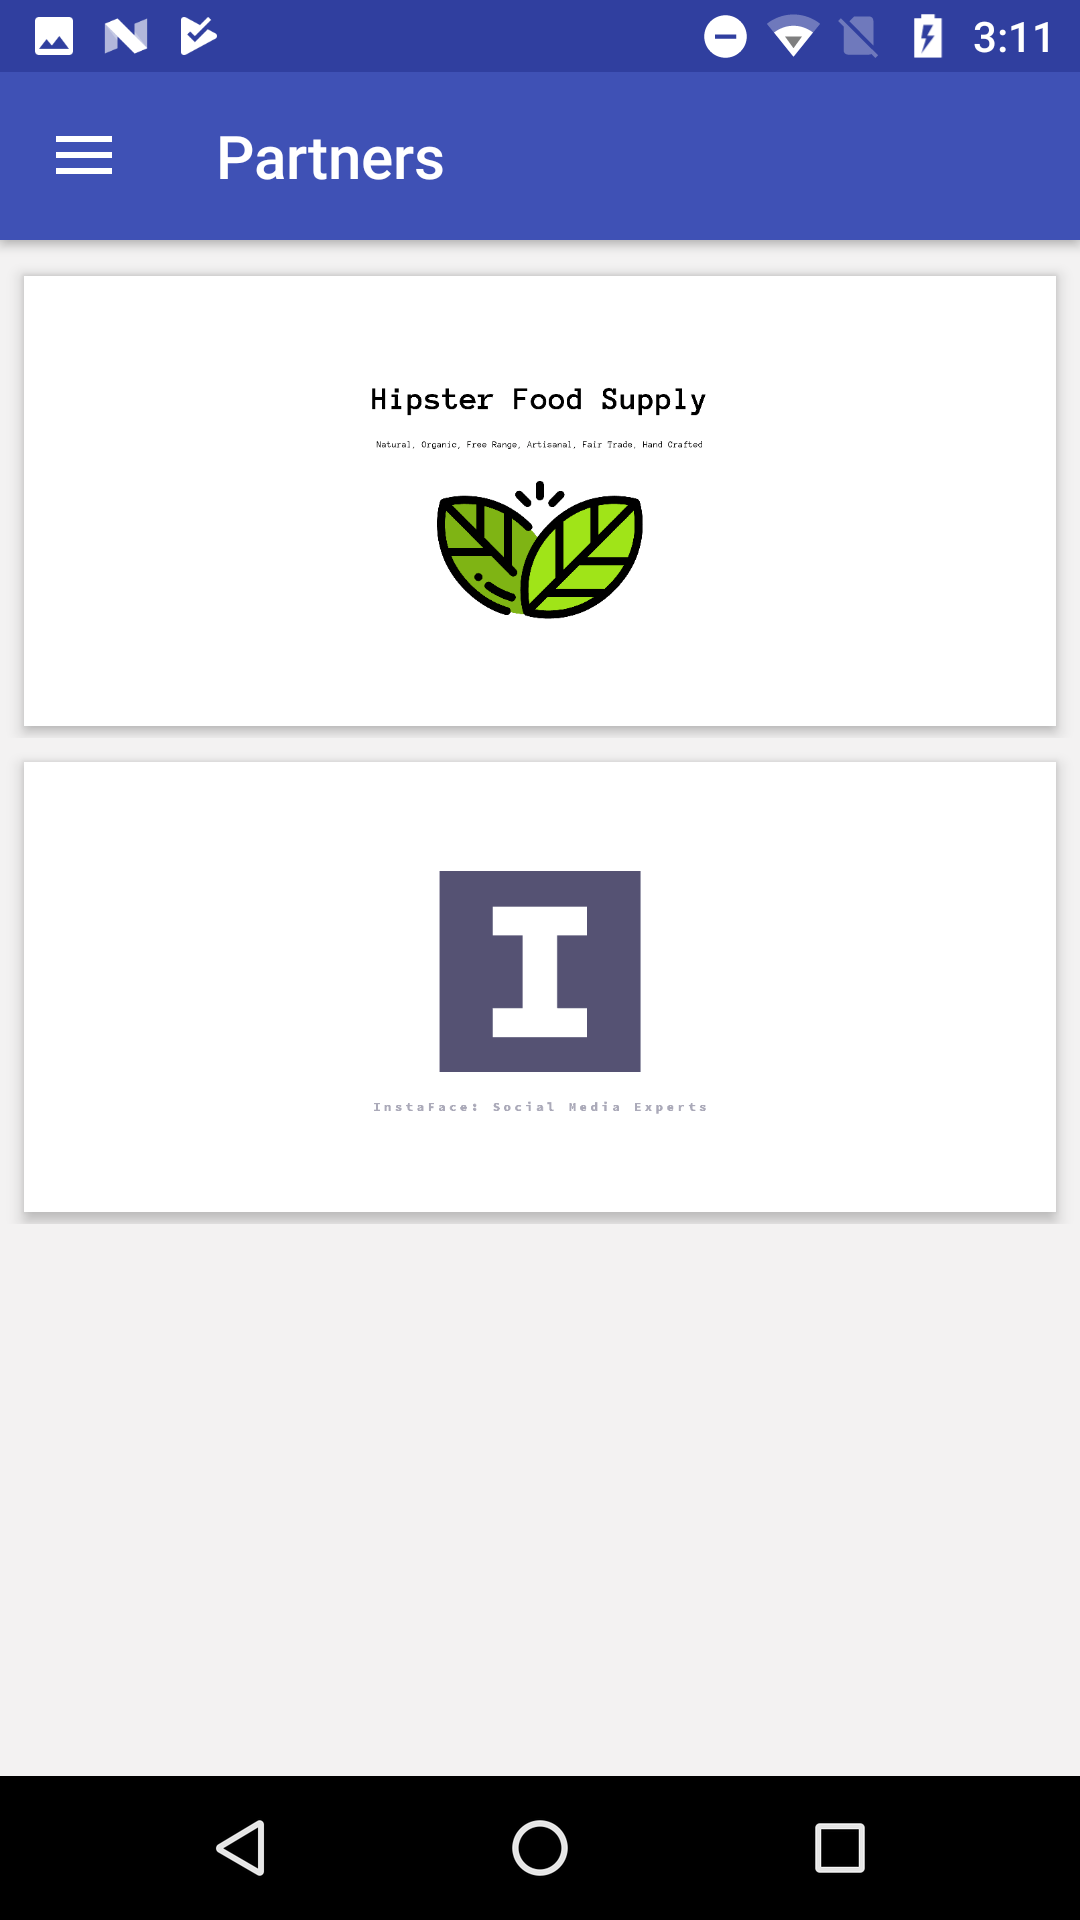 3:11
Partners
Hipster Food Supply
Natural, Organic, Free Range, Artisanal, Fair Trade, Hand Crafted
I
InstaFace: Social Media Experts